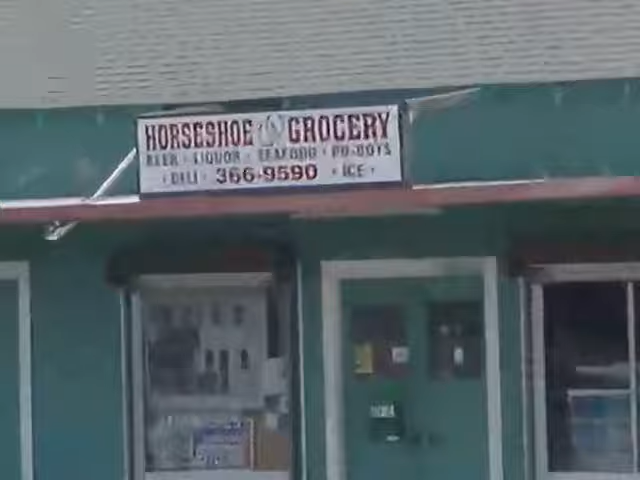 HORSESHOE GROCERY
BEER · LIQUOR · SEAFOOD · PO-BOYS
· DELI · 366-9590 · ICE ·